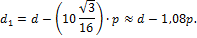 d₁ = d − (10 √3/16) · p ≈ d − 1,08p.